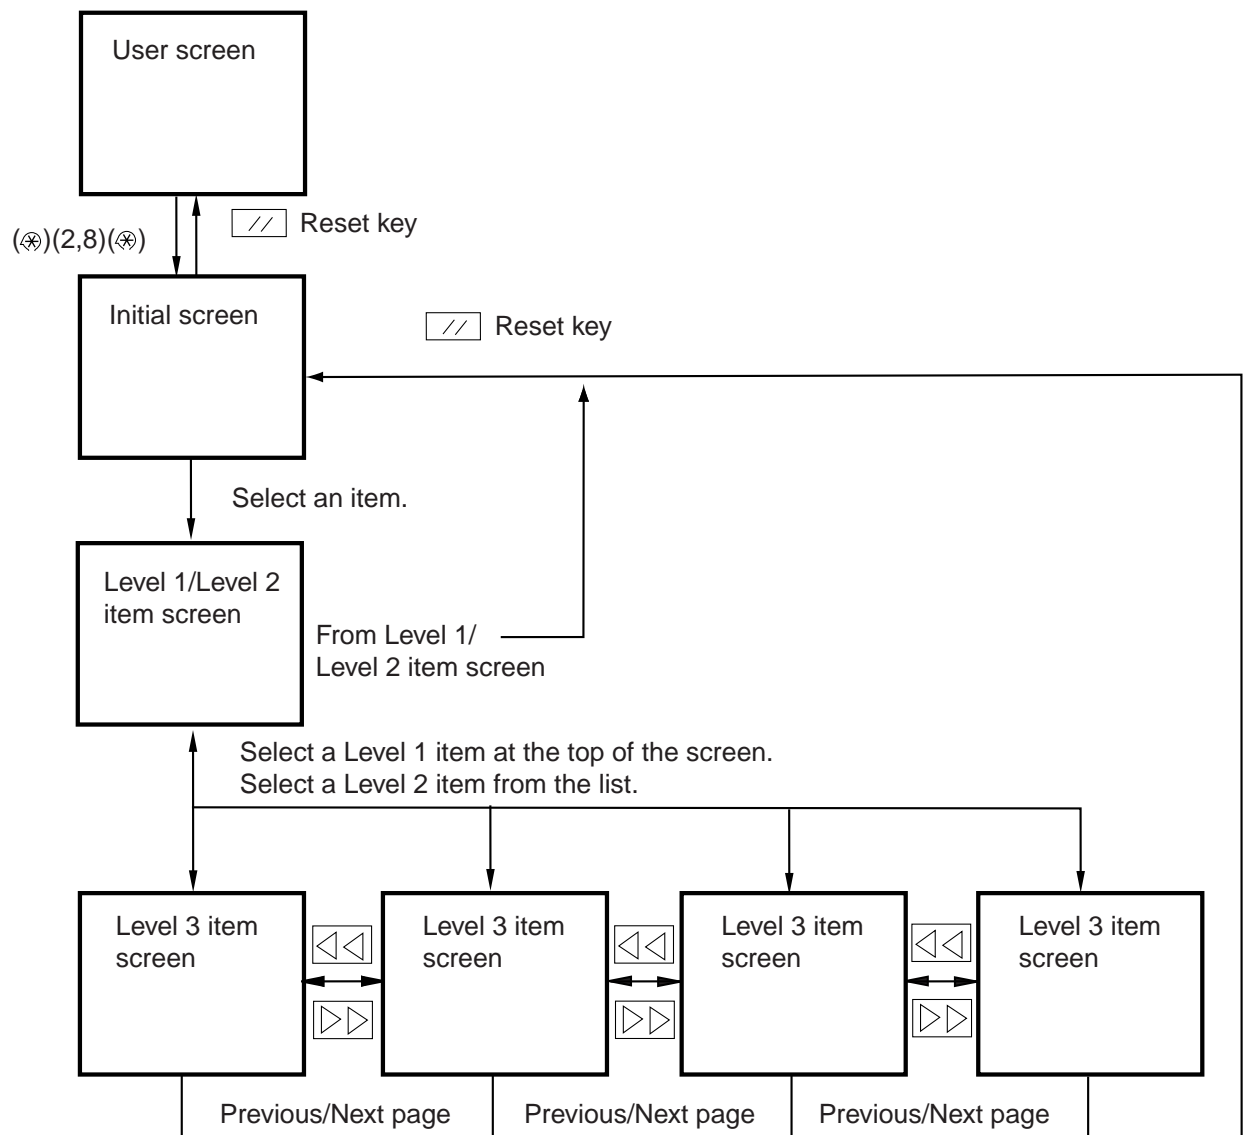 User screen
// Reset key
(✱)(2,8)(✱)
Initial screen
// Reset key
Select an item.
Level 1/Level 2
item screen
From Level 1/
Level 2 item screen
Select a Level 1 item at the top of the screen.
Select a Level 2 item from the list.
Level 3 item
screen
Level 3 item
screen
Level 3 item
screen
Level 3 item
screen
Previous/Next page
Previous/Next page
Previous/Next page